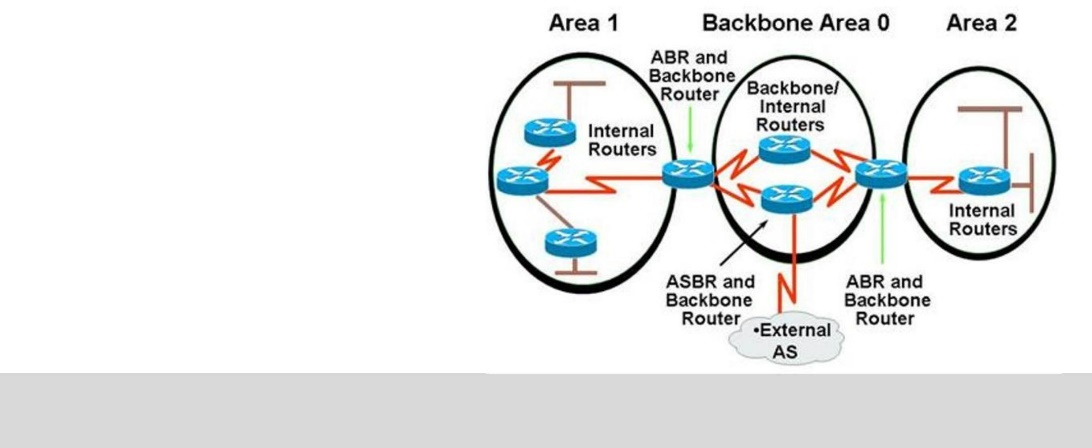 Area 1
Backbone Area 0
Area 2
ABR and
Backbone
Router
Backbone/
Internal
Routers
Internal
Routers
Internal
Routers
ASBR and
Backbone
Router
ABR and
Backbone
Router
•External
AS